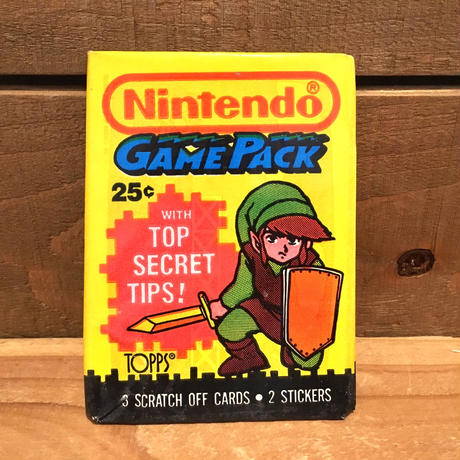 Nintendo®
GAME PACK
25¢
WITH
TOP
SECRET
TIPS!
TOPPS®
3 SCRATCH OFF CARDS • 2 STICKERS